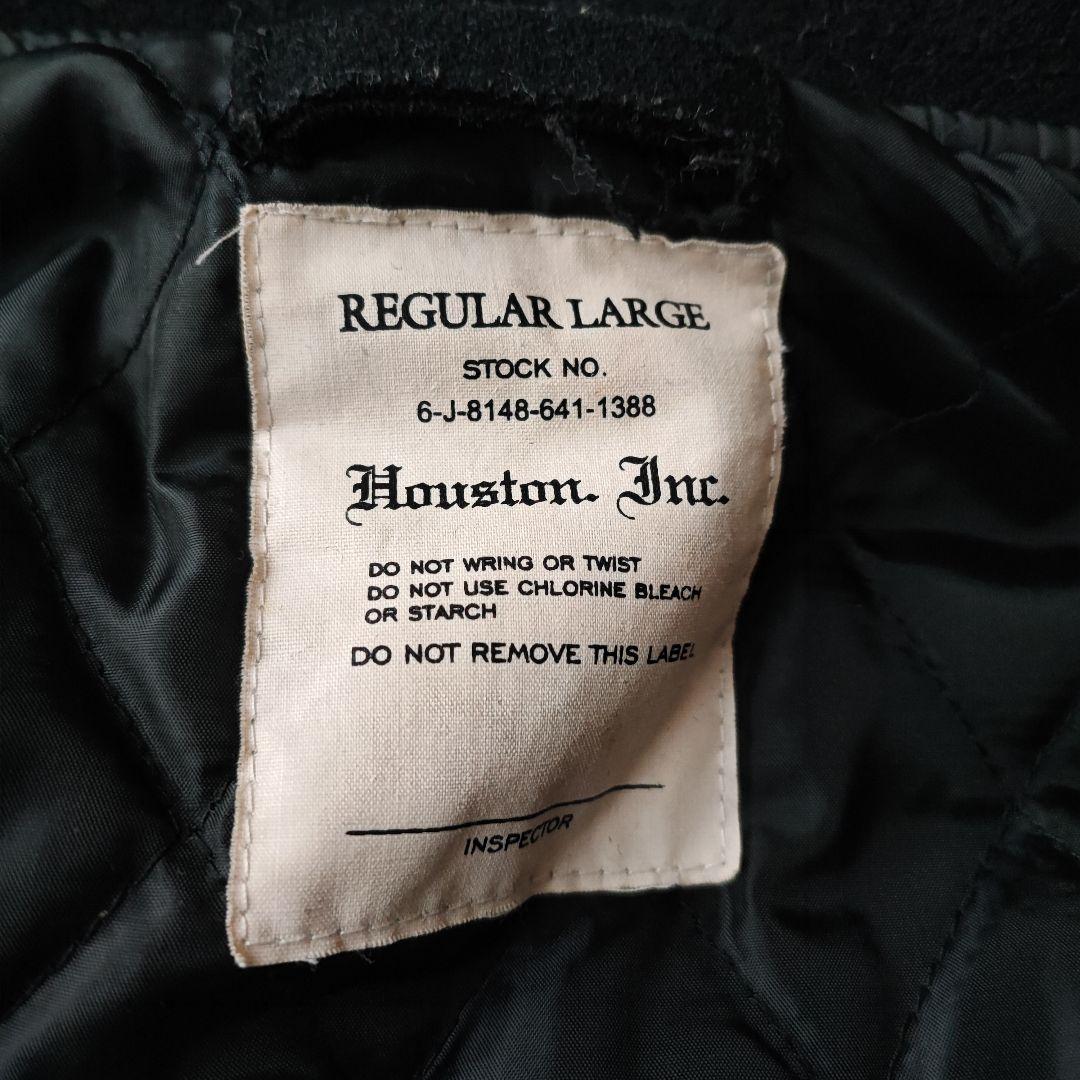 REGULAR LARGE
STOCK NO.
6-J-8148-641-1388
Houston. Inc.
DO NOT WRING OR TWIST
DO NOT USE CHLORINE BLEACH
OR STARCH
DO NOT REMOVE THIS LABEL
INSPECTOR